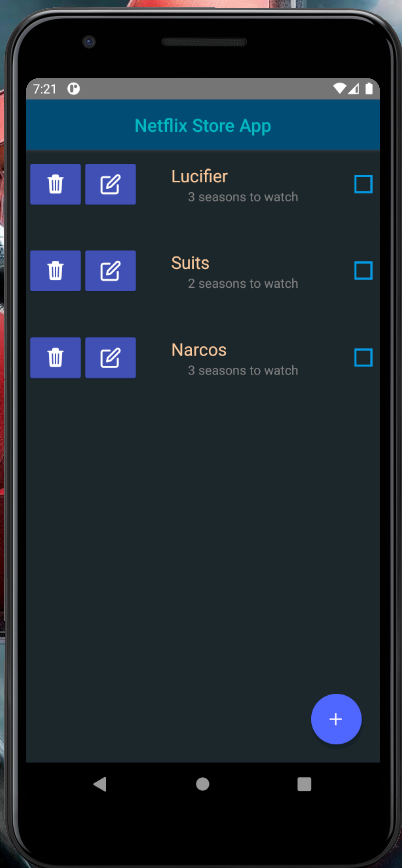 7:21
Netflix Store App
Lucifier
3 seasons to watch
Suits
2 seasons to watch
Narcos
3 seasons to watch
+